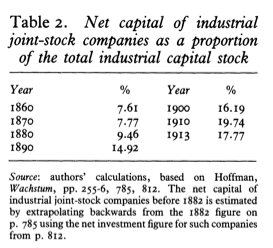 Table 2. Net capital of industrial
joint-stock companies as a proportion
of the total industrial capital stock
Year % Year %
1860 7.61 1900 16.19
1870 7.77 1910 19.74
1880 9.46 1913 17.77
1890 14.92
Source: authors' calculations, based on Hoffman,
Wachstum, pp. 255-6, 785, 812. The net capital of
industrial joint-stock companies before 1882 is estimated
by extrapolating backwards from the 1882 figure on
p. 785 using the net investment figure for such companies
from p. 812.